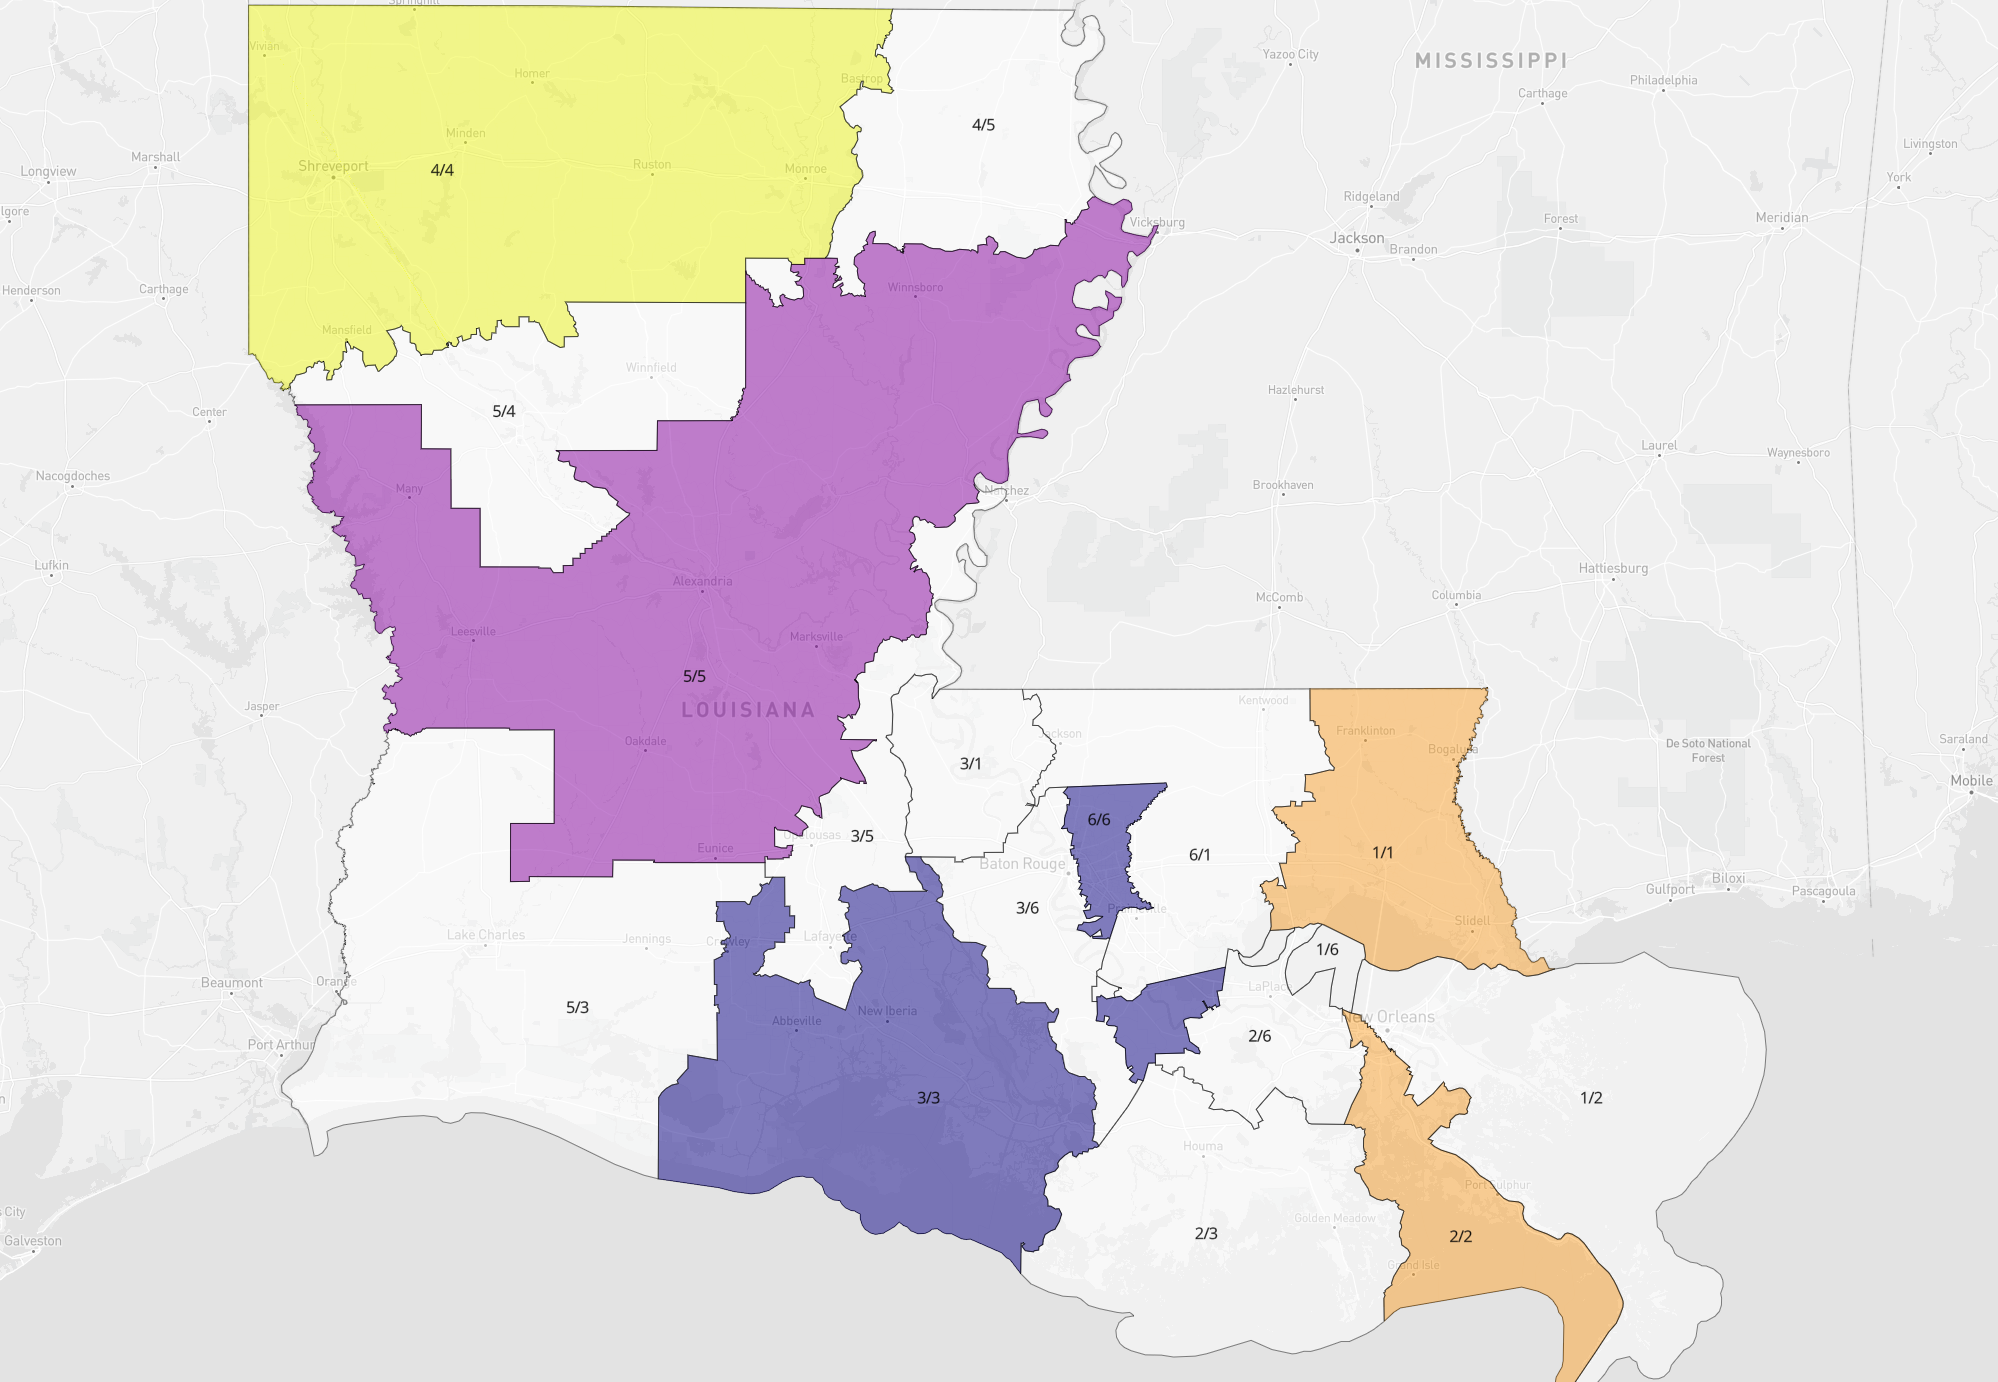 Springhill
Vivian
Homer
Bastrop
Yazoo City
MISSISSIPPI
Philadelphia
Carthage
4/5
Minden
Livingston
Marshall
Longview
Shreveport
4/4
Ruston
Monroe
York
Ridgeland
lgore
Vicksburg
Forest
Meridian
Jackson
Brandon
Henderson
Carthage
Winnsboro
Mansfield
Winnfield
Center
5/4
Hazlehurst
Laurel
Waynesboro
Nacogdoches
Many
Natchez
Brookhaven
Lufkin
Alexandria
Hattiesburg
McComb
Columbia
Leesville
Marksville
5/5
Jasper
LOUISIANA
Kentwood
Oakdale
Jackson
Franklinton
Bogalusa
De Soto National
Forest
Saraland
Mobile
3/1
6/6
Opelousas
3/5
Eunice
Baton Rouge
6/1
1/1
Biloxi
Gulfport
Pascagoula
3/6
Prairieville
Slidell
Lake Charles
Jennings
Crowley
Lafayette
1/6
Beaumont
Orange
LaPlace
5/3
Abbeville
New Iberia
New Orleans
2/6
Port Arthur
3/3
1/2
Houma
Port Sulphur
s City
Golden Meadow
2/3
2/2
Galveston
Grand Isle